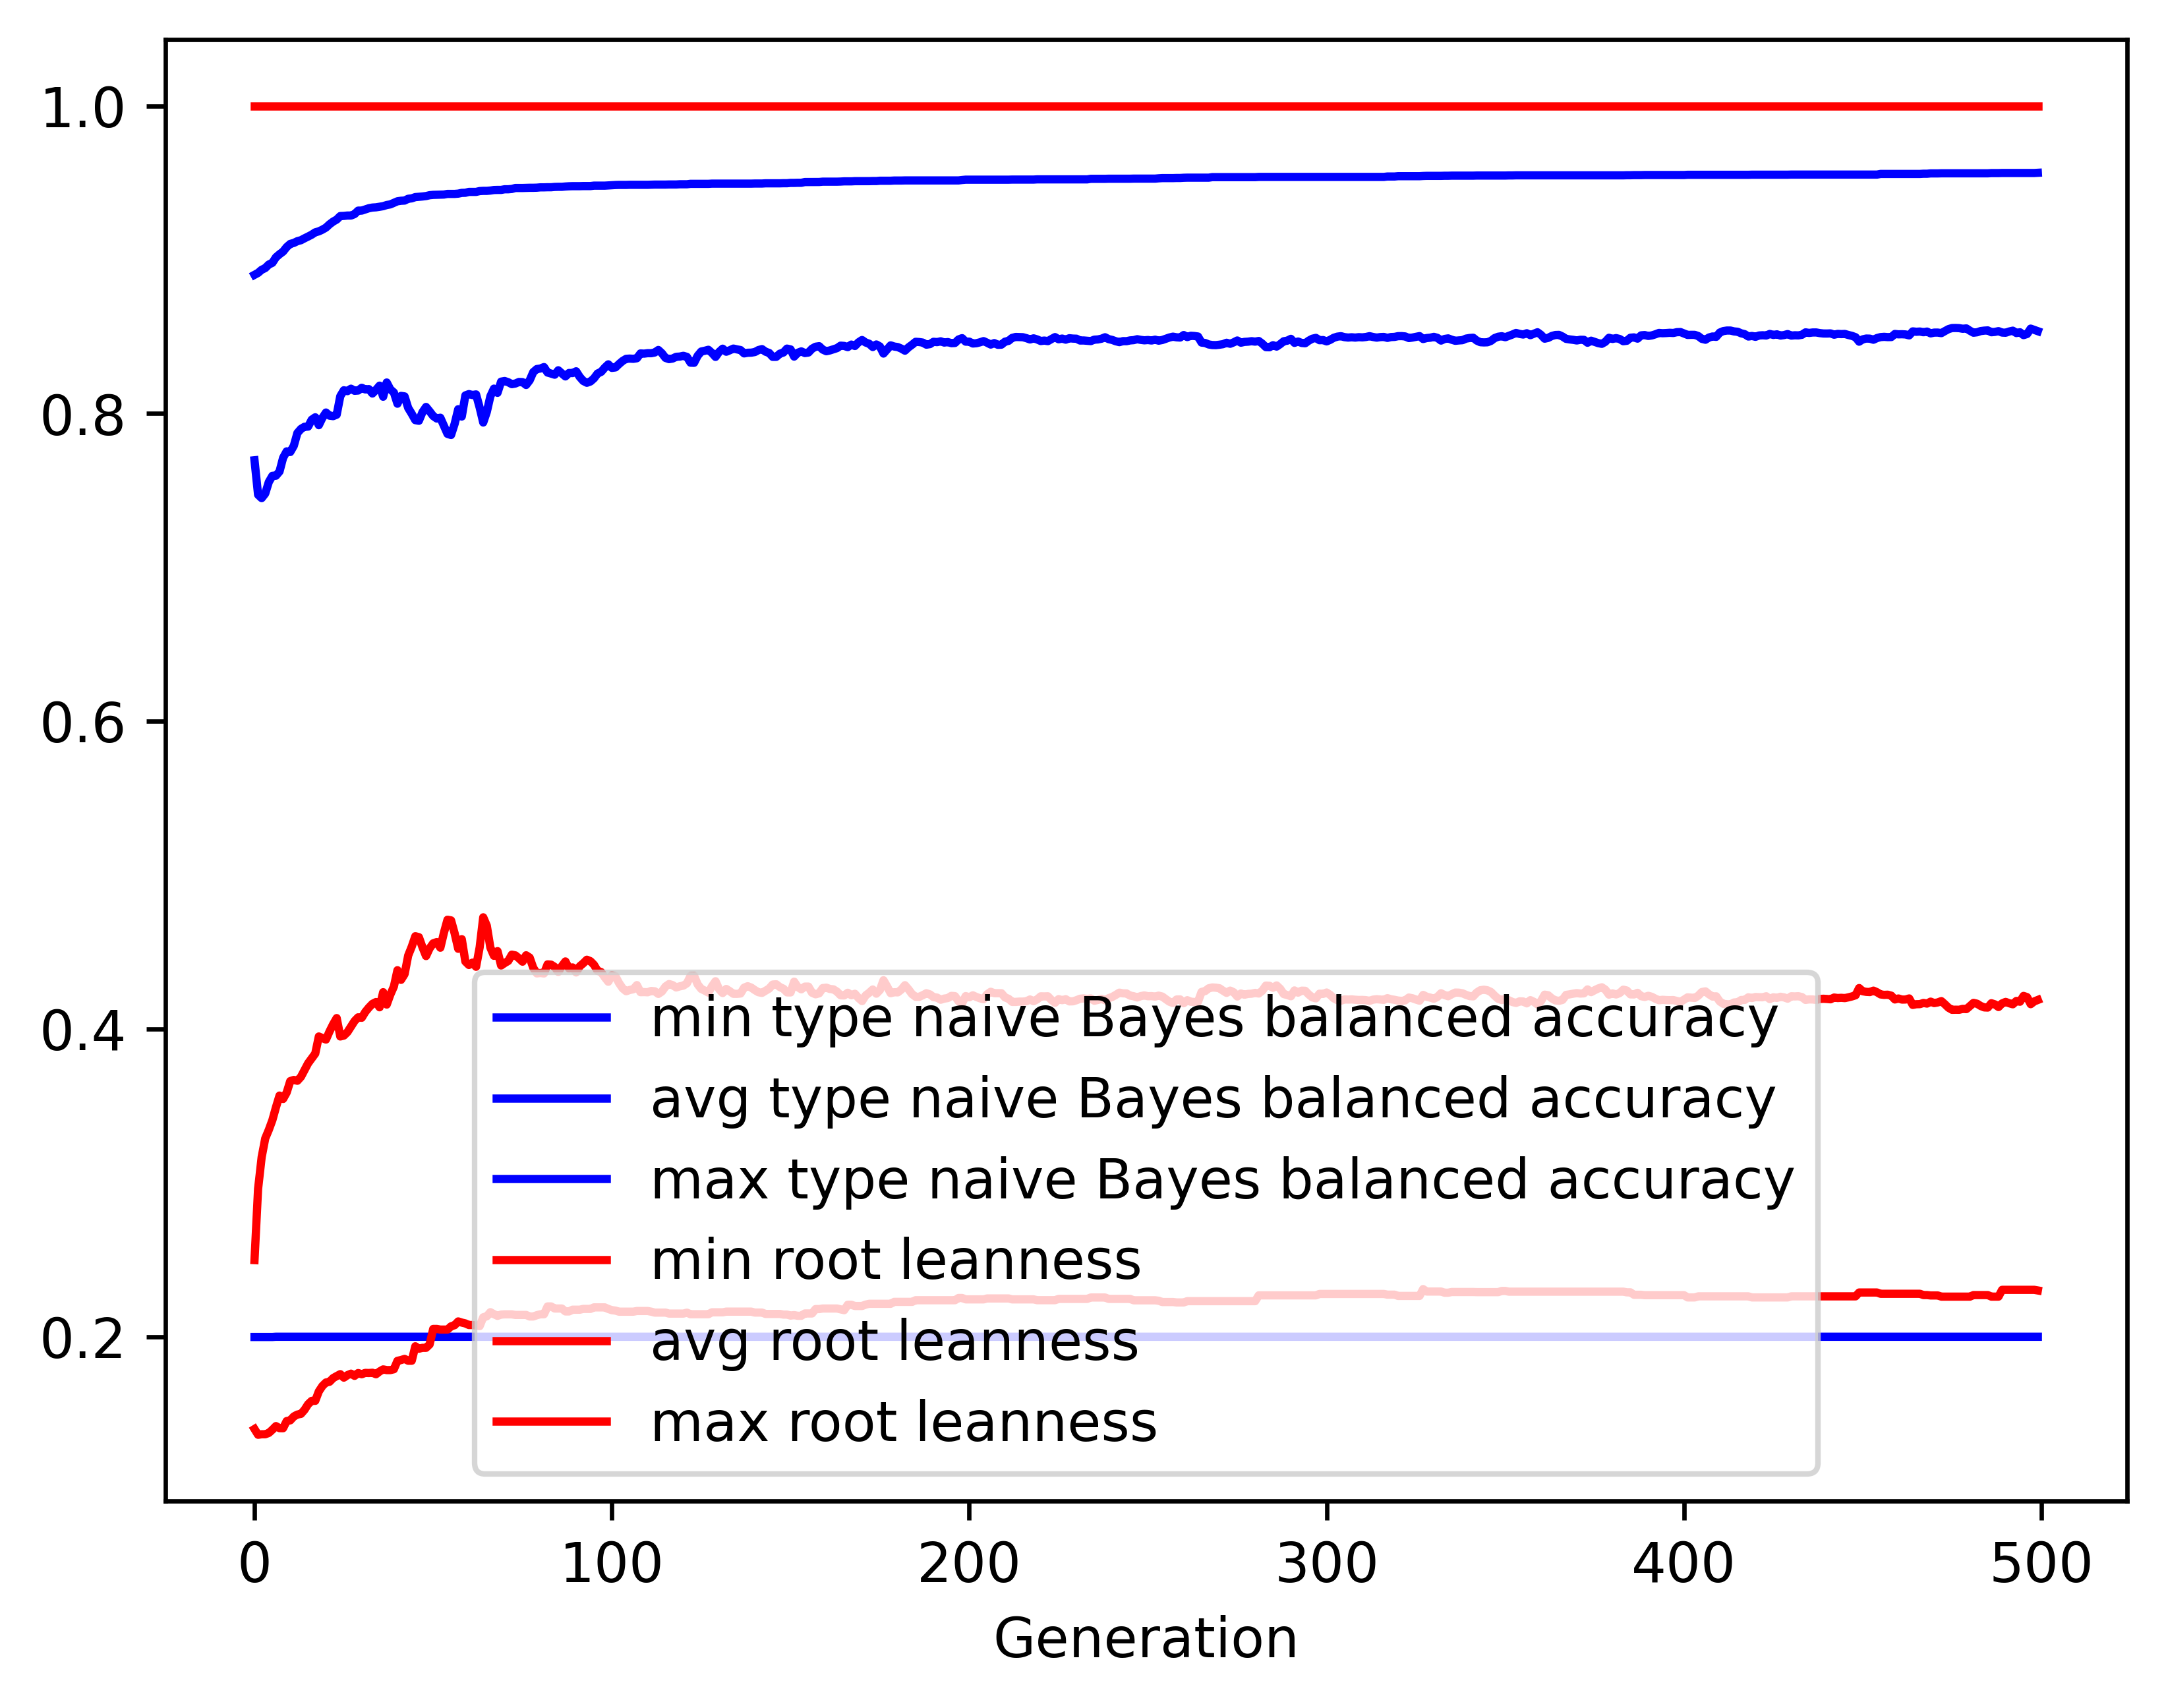 1.0
0.8
0.6
0.4
0.2
min type naive Bayes balanced accuracy
avg type naive Bayes balanced accuracy
max type naive Bayes balanced accuracy
min root leanness
avg root leanness
max root leanness
0 100 200 300 400 500
Generation